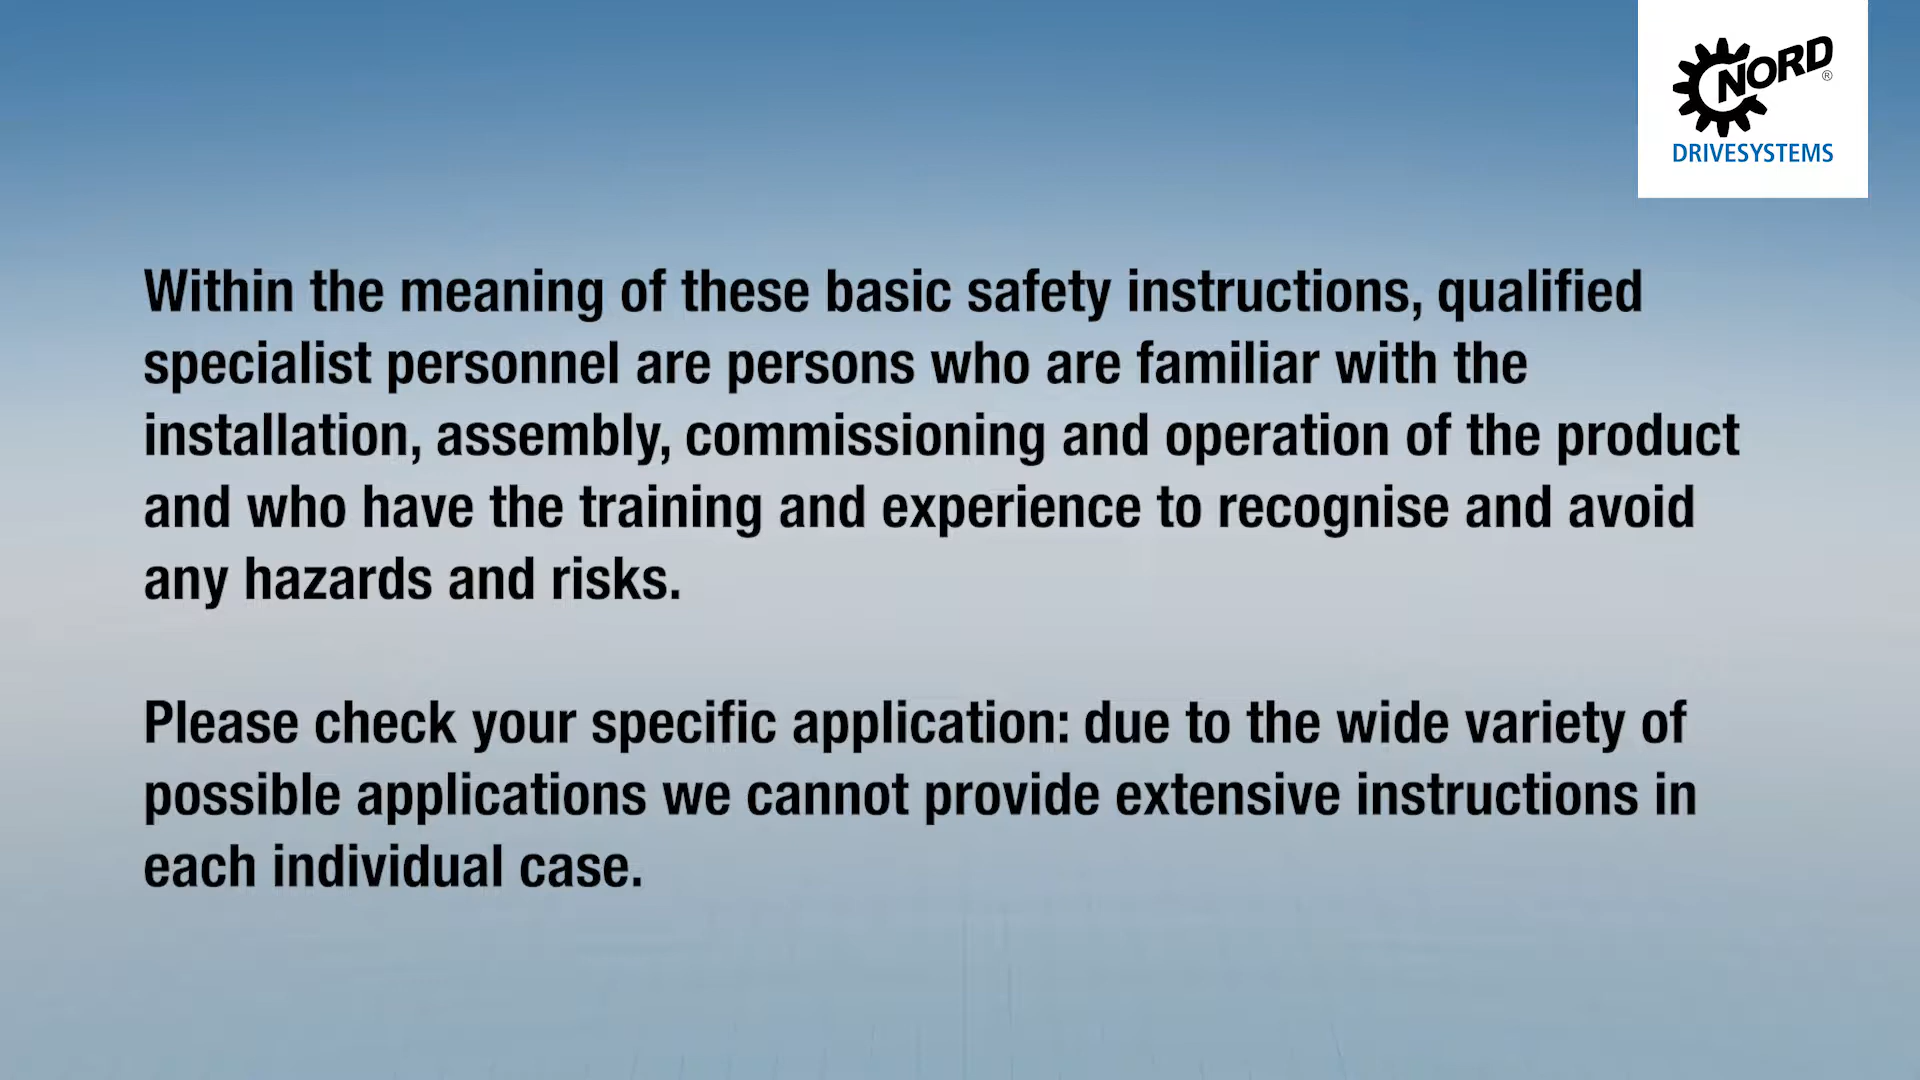 NORD
®
DRIVESYSTEMS
Within the meaning of these basic safety instructions, qualified
specialist personnel are persons who are familiar with the
installation, assembly, commissioning and operation of the product
and who have the training and experience to recognise and avoid
any hazards and risks.
Please check your specific application: due to the wide variety of
possible applications we cannot provide extensive instructions in
each individual case.